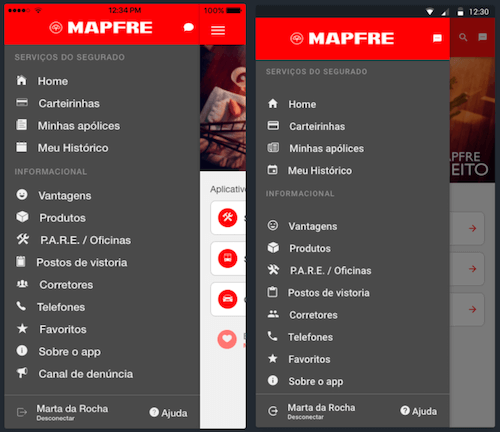 12:34 PM
100%
MAPFRE
SERVIÇOS DO SEGURADO
Home
Carteirinhas
Minhas apólices
Meu Histórico
INFORMACIONAL
Vantagens
Produtos
P.A.R.E. / Oficinas
Postos de vistoria
Corretores
Telefones
Favoritos
Sobre o app
Canal de denúncia
Marta da Rocha
Desconectar
Ajuda
Aplicativo
12:30
MAPFRE
SERVIÇOS DO SEGURADO
Home
Carteirinhas
Minhas apólices
Meu Histórico
INFORMACIONAL
Vantagens
Produtos
P.A.R.E. / Oficinas
Postos de vistoria
Corretores
Telefones
Favoritos
Sobre o app
Marta da Rocha
Desconectar
Ajuda
APFRE
EITO